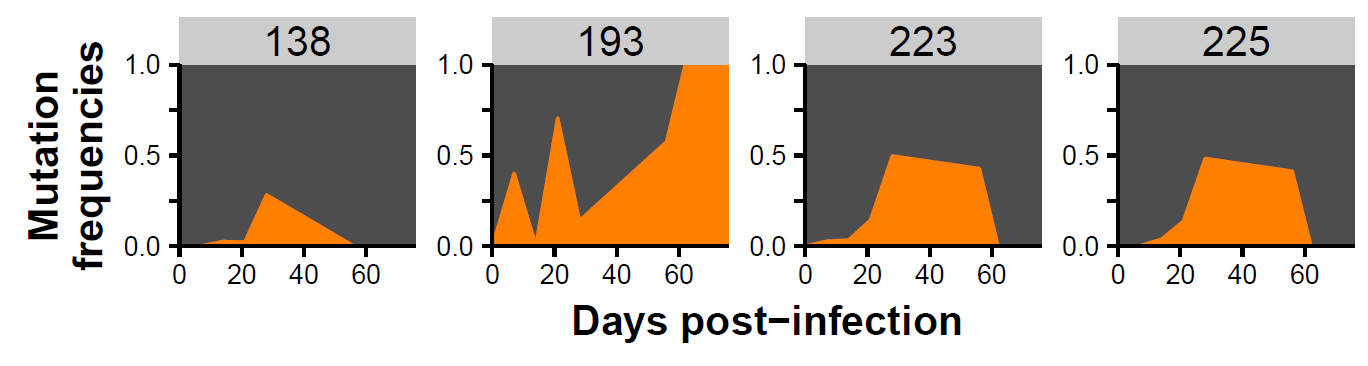 138 193 223 225
Mutation
frequencies
1.0 1.0 1.0 1.0
0.5 0.5 0.5 0.5
0.0 0.0 0.0 0.0
0 20 40 60 0 20 40 60 0 20 40 60 0 20 40 60
Days post−infection